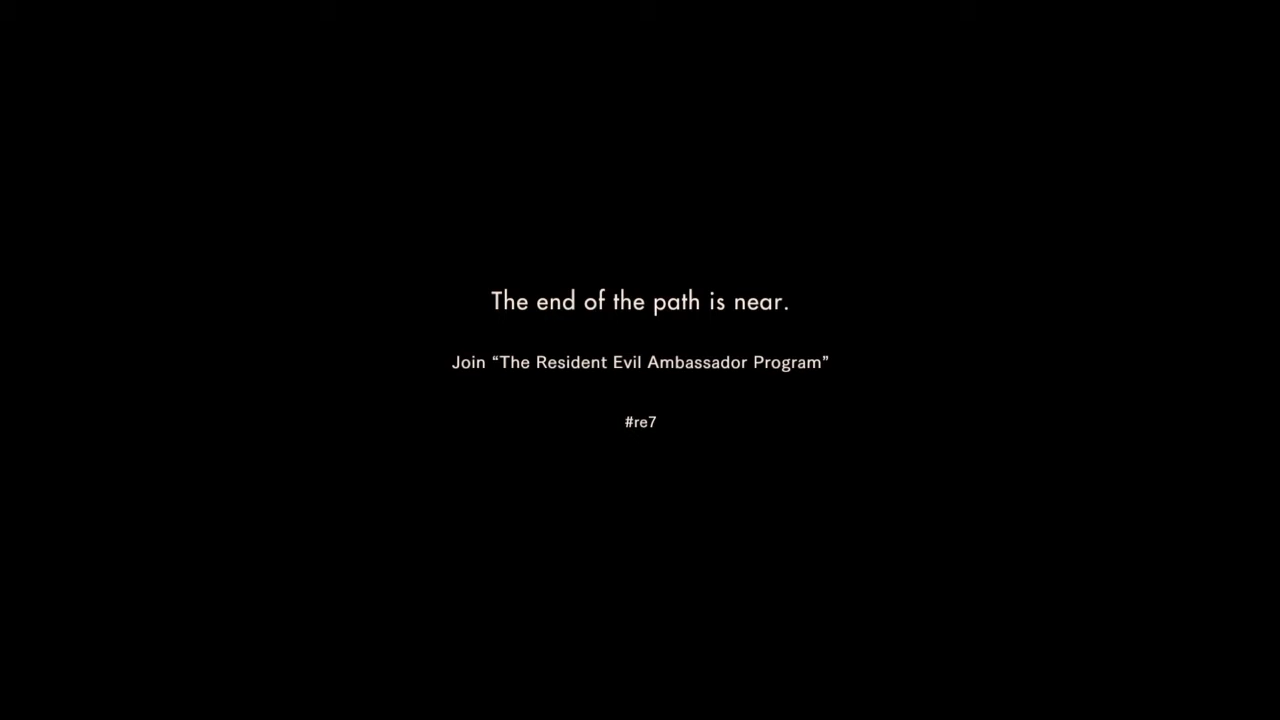 The end of the path is near.
Join “The Resident Evil Ambassador Program”
#re7